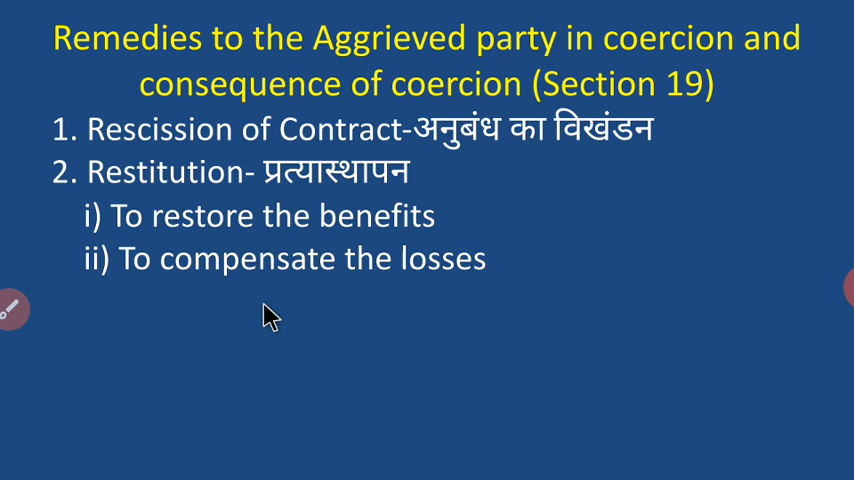 Remedies to the Aggrieved party in coercion and
consequence of coercion (Section 19)
1. Rescission of Contract-अनुबंध का विखंडन
2. Restitution- प्रत्यास्थापन
i) To restore the benefits
ii) To compensate the losses